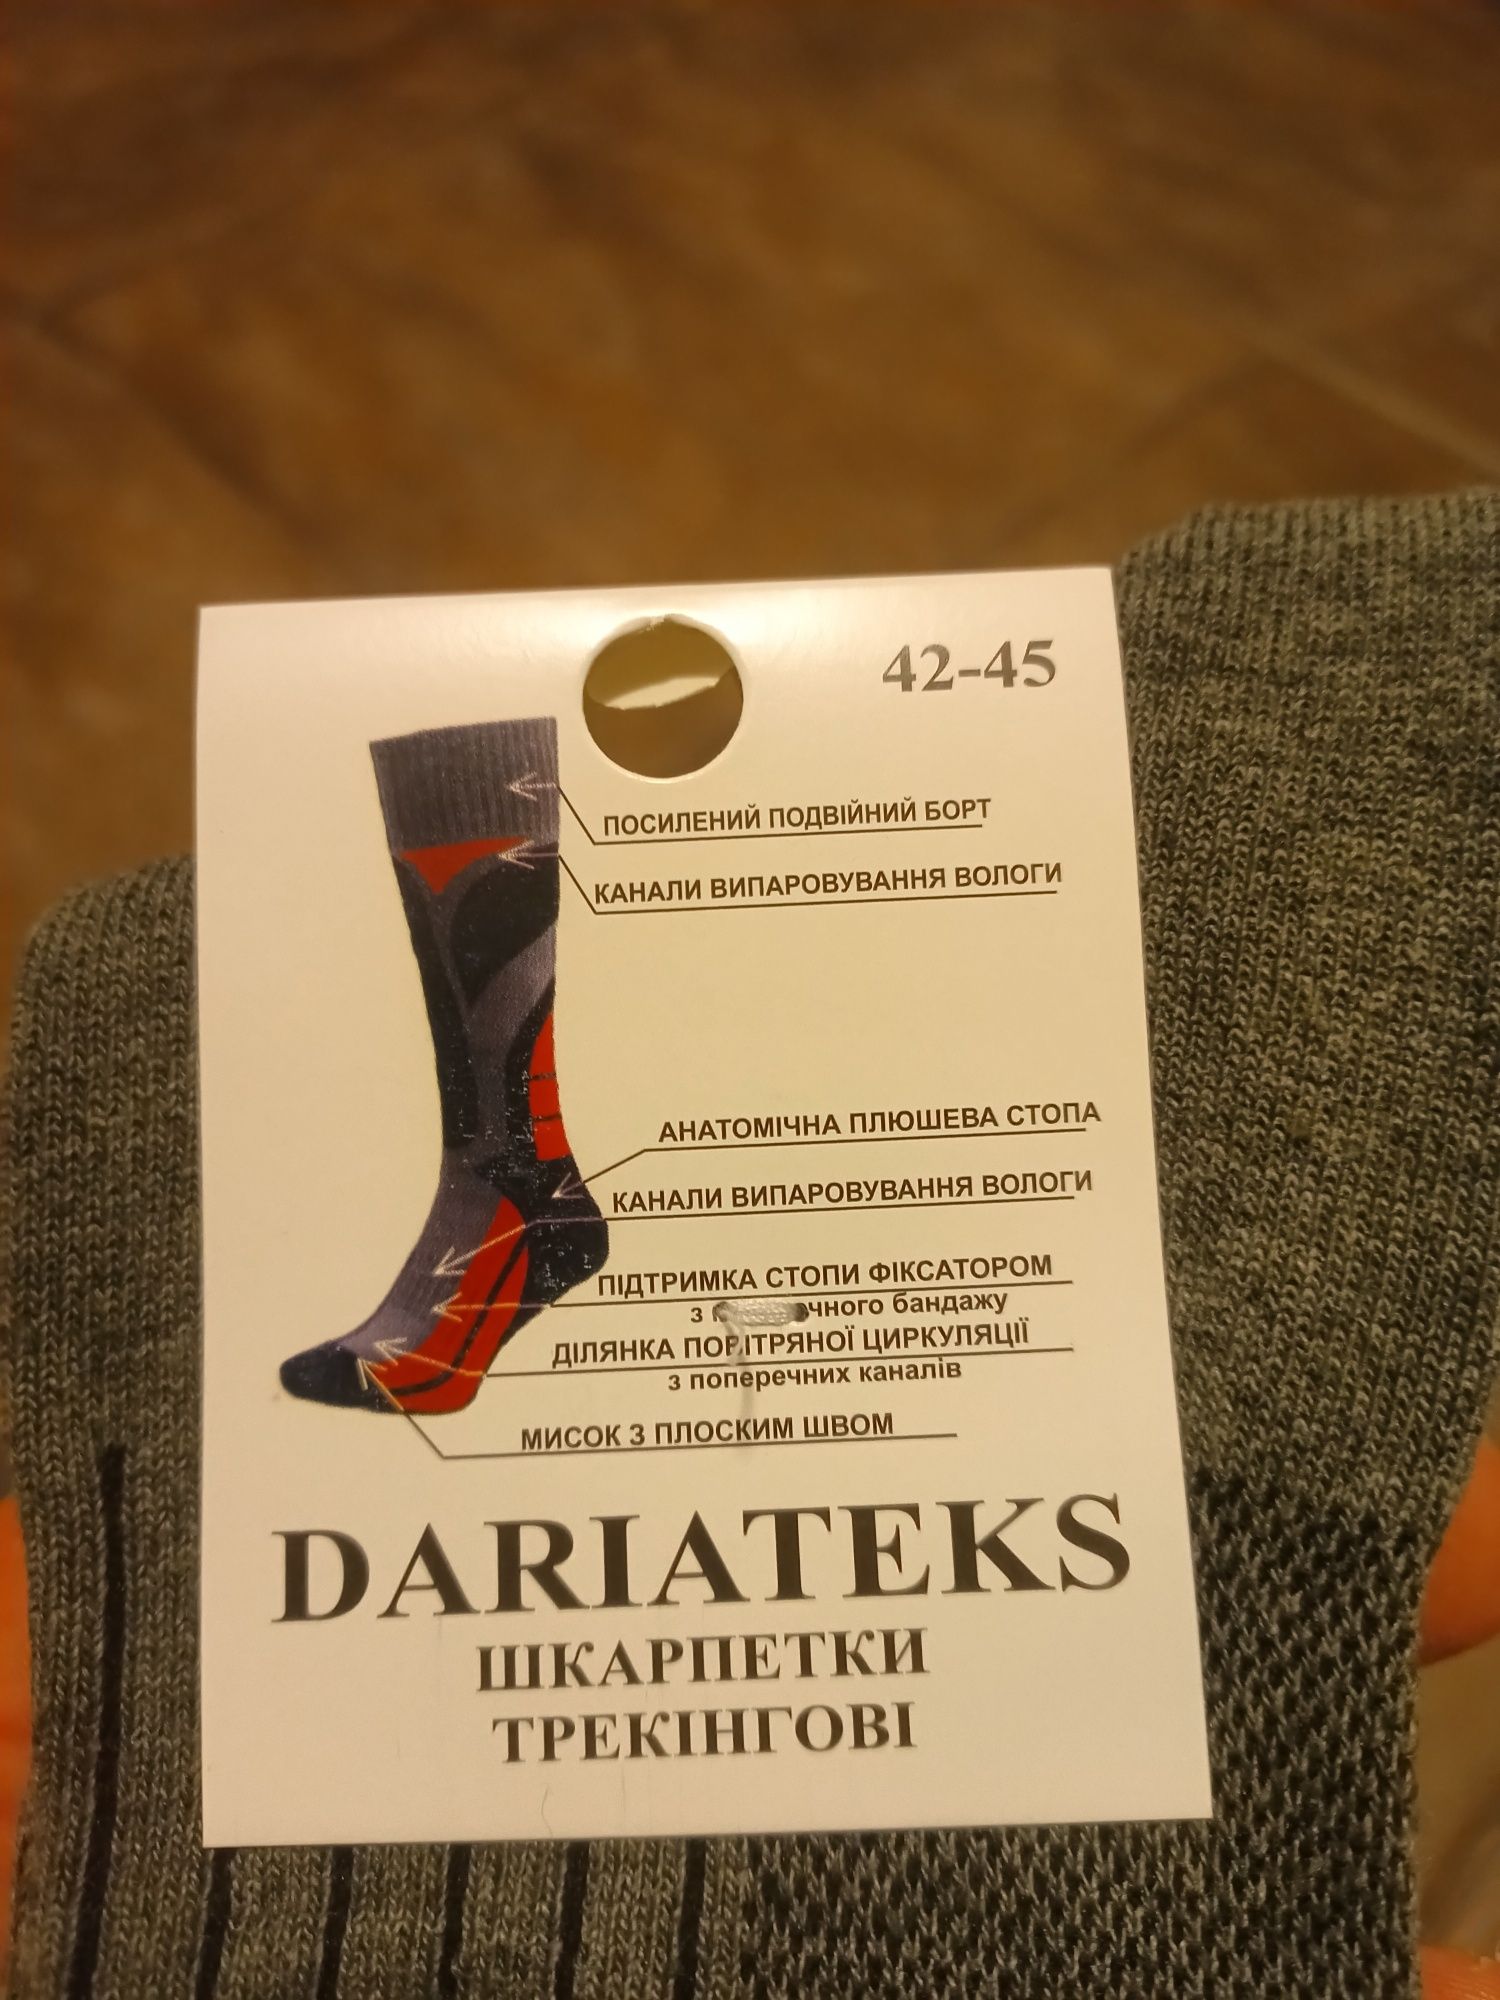 42-45
ПОСИЛЕНИЙ ПОДВІЙНИЙ БОРТ
КАНАЛИ ВИПАРОВУВАННЯ ВОЛОГИ
АНАТОМІЧНА ПЛЮШЕВА СТОПА
КАНАЛИ ВИПАРОВУВАННЯ ВОЛОГИ
ПІДТРИМКА СТОПИ ФІКСАТОРОМ
з бандажу
ДІЛЯНКА ПОВІТРЯНОЇ ЦИРКУЛЯЦІЇ
з поперечних каналів
МИСОК З ПЛОСКИМ ШВОМ
DARIATEKS
ШКАРПЕТКИ
ТРЕКІНГОВІ